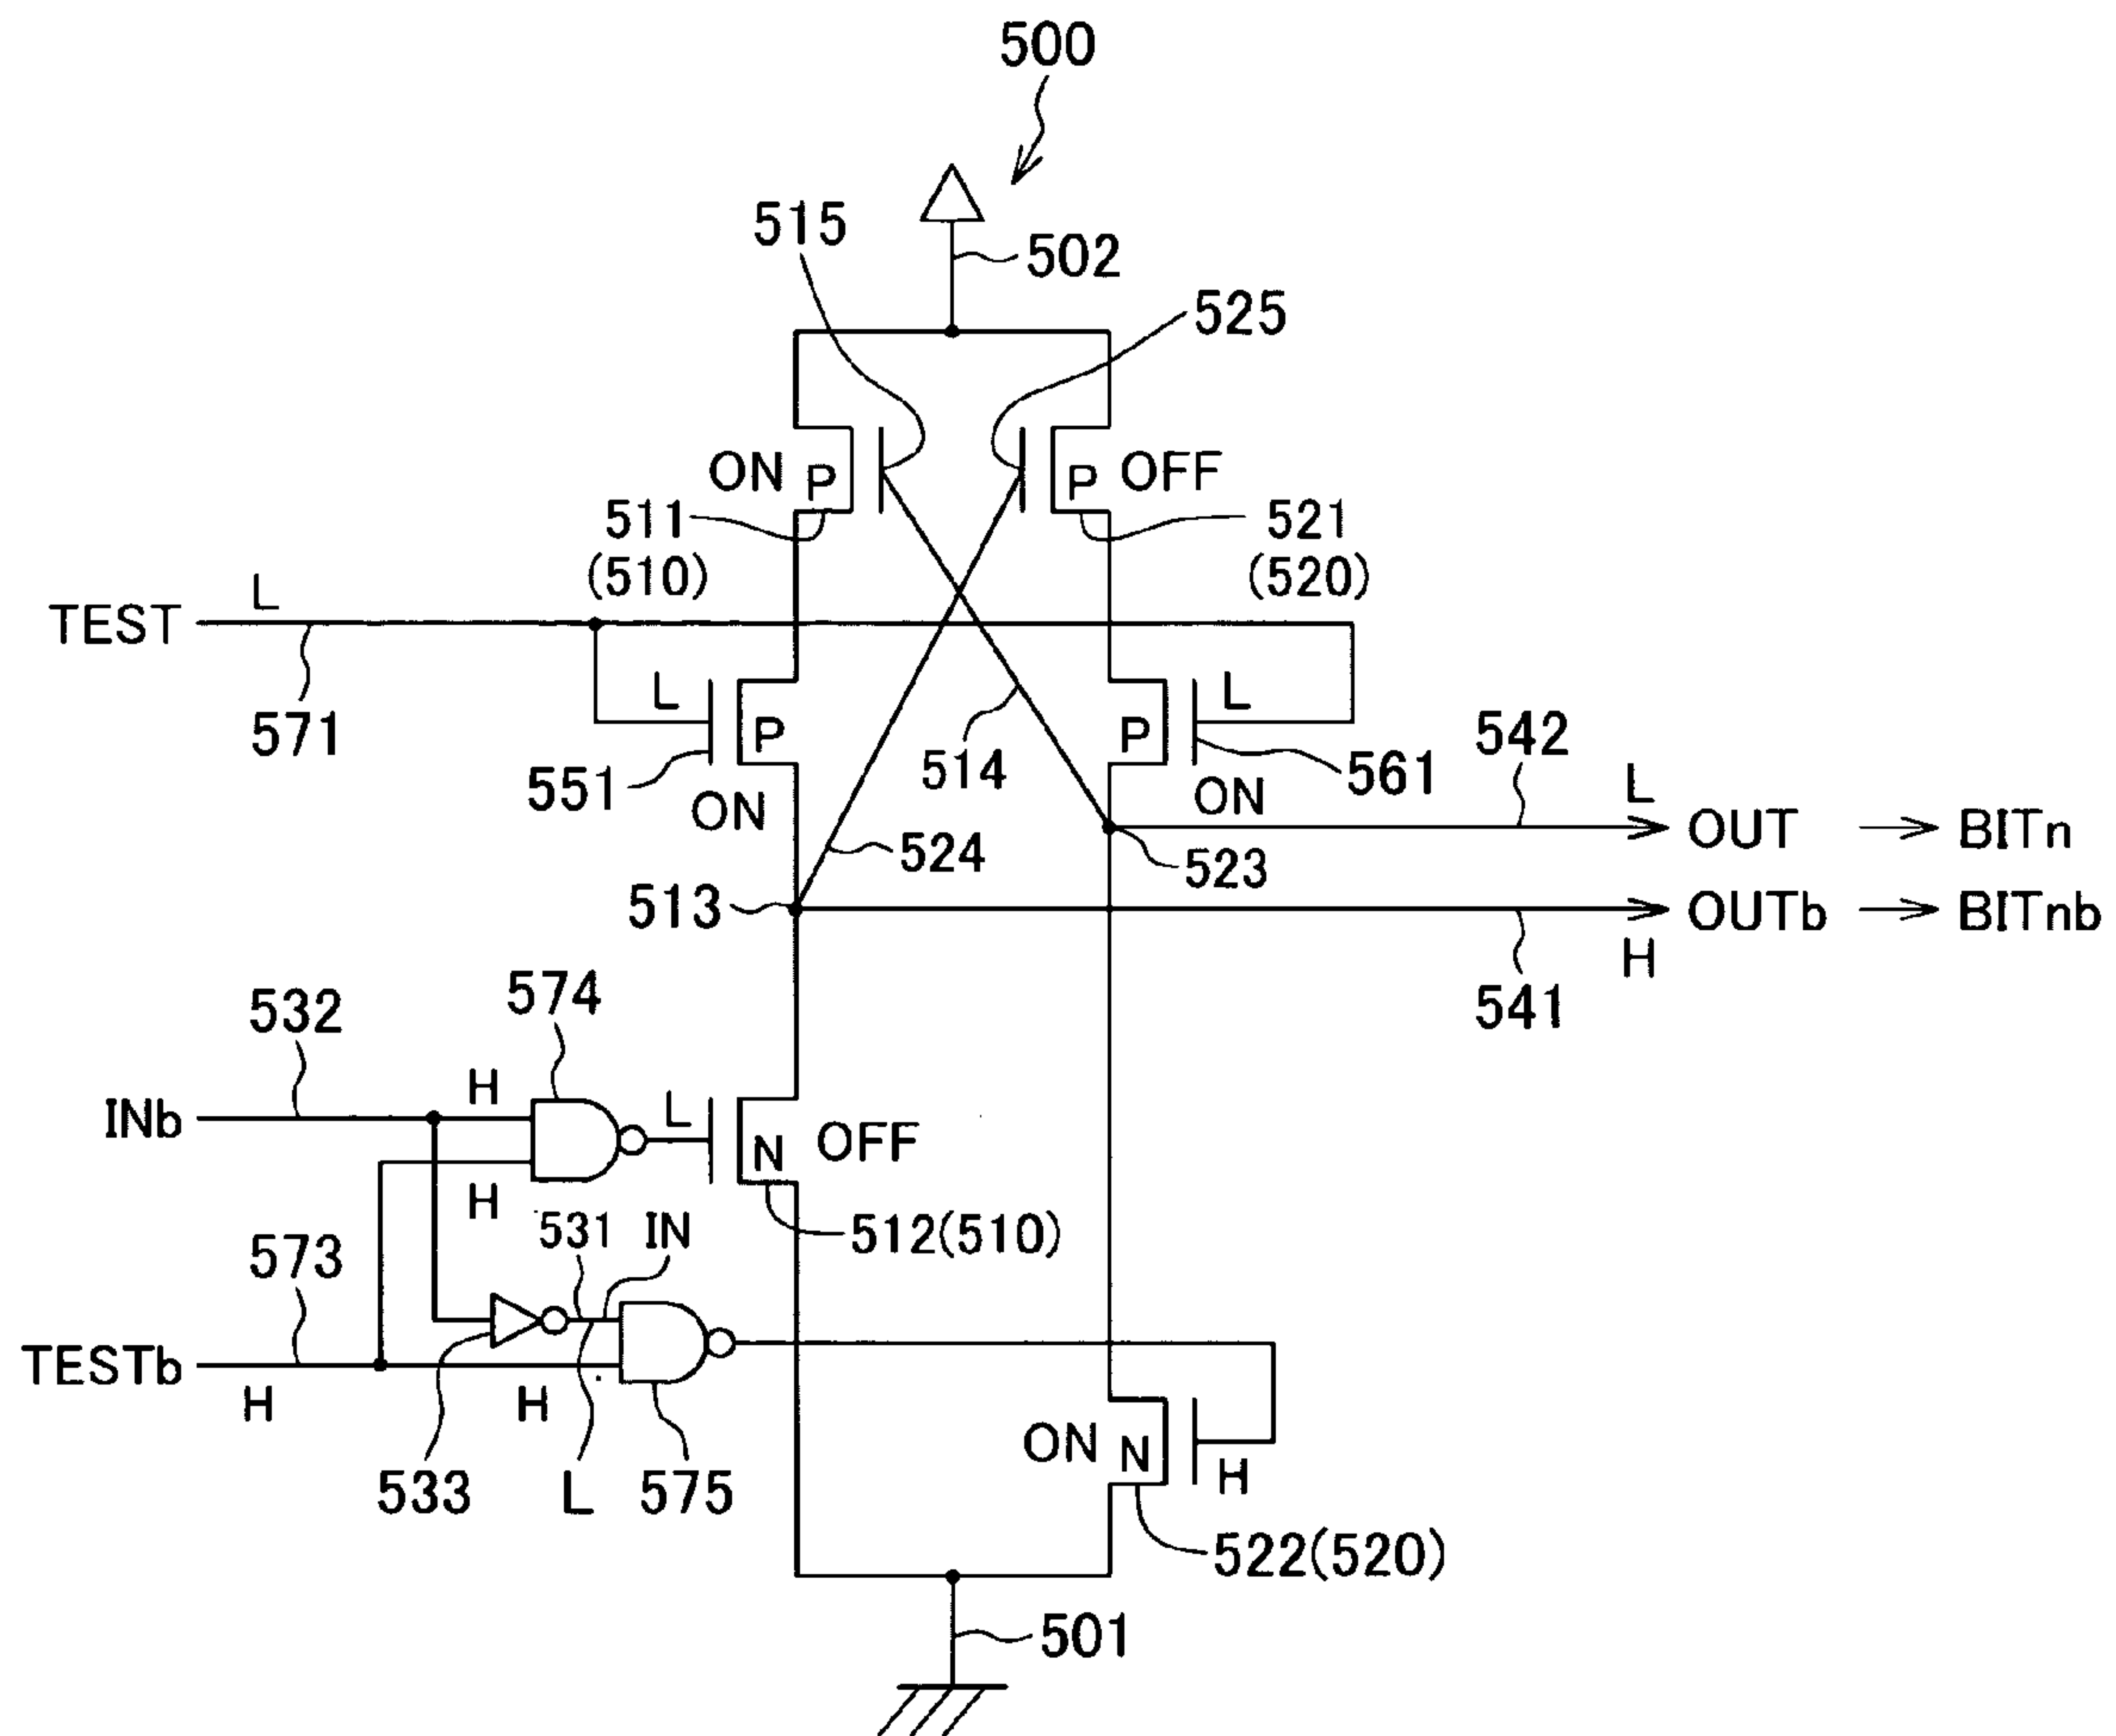 500
515
502
525
ON P
P OFF
511
(510)
521
(520)
TEST
L
571
L
P
551
ON
514
P
L
561
ON
542
L
OUT → BITn
524
523
513
OUTb → BITnb
H
541
574
532
H
INb
L
N OFF
H
531 IN
512(510)
573
TESTb
H
H
533
L
575
ON N
H
522(520)
501